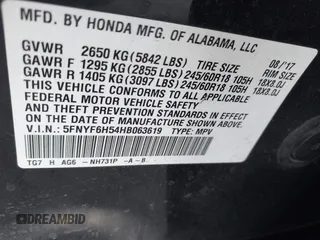 MFD. BY HONDA MFG. OF ALABAMA, LLC
08/'17
GVWR 2650 KG (5842 LBS) TIRE SIZE RIM SIZE
GAWR F 1295 KG (2855 LBS) 245/60R18 105H 18X8.0J
GAWR R 1405 KG (3097 LBS) 245/60R18 105H 18X8.0J
THIS VEHICLE CONFORMS TO ALL APPLICABLE
FEDERAL MOTOR VEHICLE SAFETY AND
THEFT PREVENTION STANDARDS IN EFFECT ON
THE DATE OF MANUFACTURE SHOWN ABOVE.
V.I.N.: 5FNYF6H54HB063619 TYPE: MPV
TG7 H AG6 -NH731P -A-B
DREAMBID